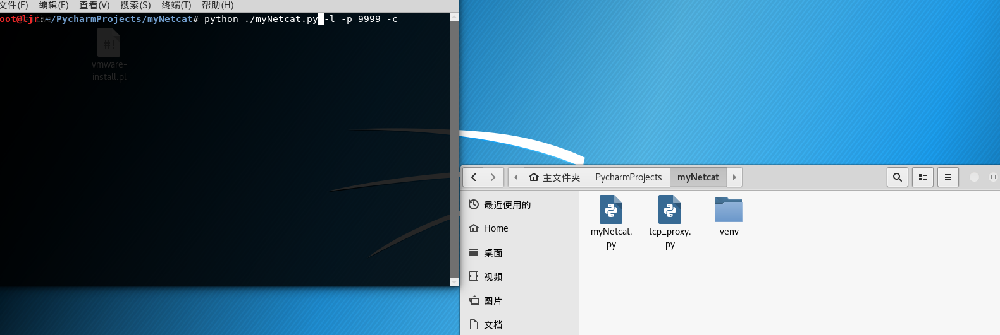 文件(F) 编辑(E) 查看(V) 搜索(S) 终端(T) 帮助(H)
oot@ljr:~/PycharmProjects/myNetcat# python ./myNetcat.py -l -p 9999 -c
#!
vmware-
install.pl
主文件夹 PycharmProjects myNetcat
最近使用的
Home
桌面
视频
图片
文档
myNetcat.
py
tcp_proxy.
py
venv